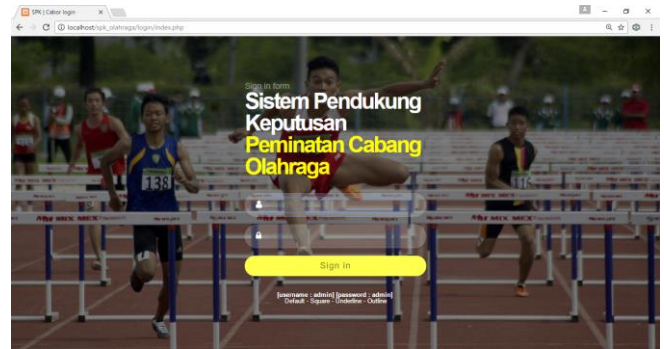 SPK | Cabor login
localhost/spk_olahraga/login/index.php
Sign in form
Sistem Pendukung
Keputusan
Peminatan Cabang
Olahraga
138
Sign in
[username : admin] [password : admin]
Default - Square - Underline - Outline